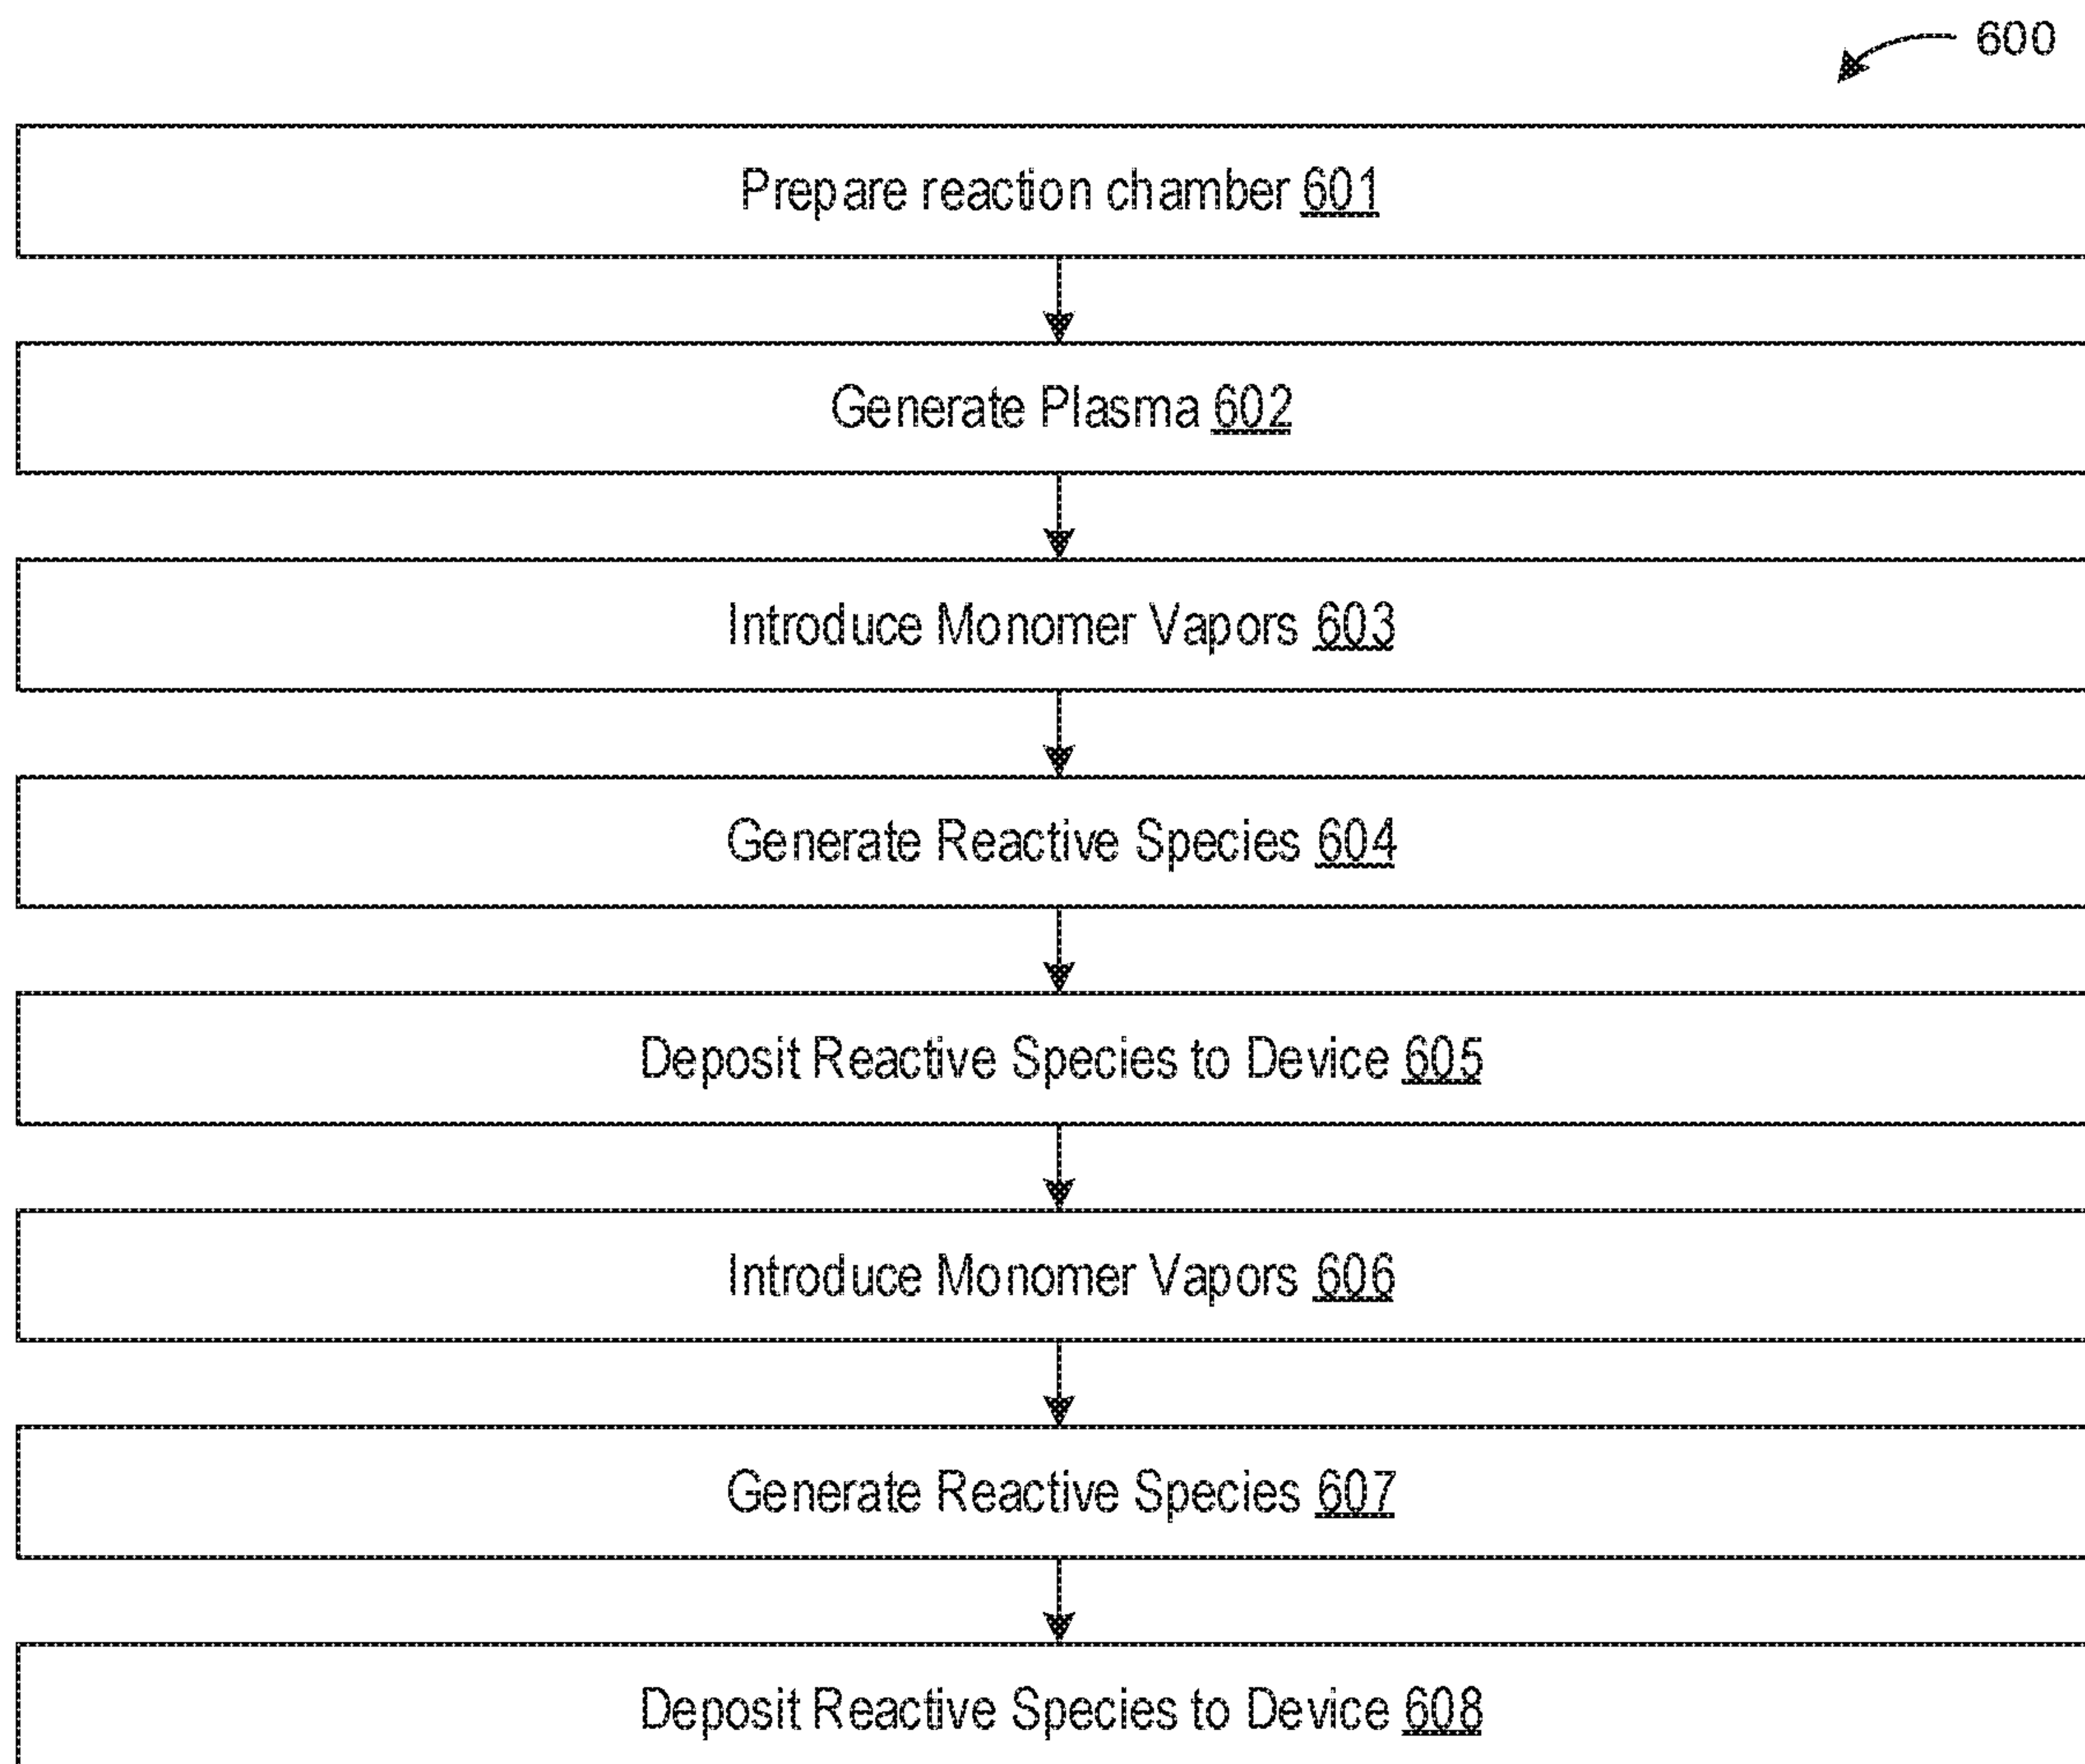 600
Prepare reaction chamber 601
Generate Plasma 602
Introduce Monomer Vapors 603
Generate Reactive Species 604
Deposit Reactive Species to Device 605
Introduce Monomer Vapors 606
Generate Reactive Species 607
Deposit Reactive Species to Device 608